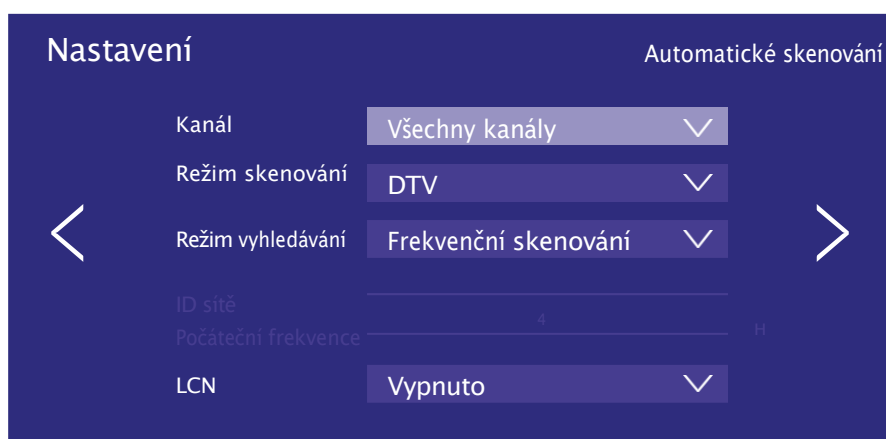 Nastavení
Automatické skenování
Kanál Všechny kanály
Režim skenování DTV
Režim vyhledávání Frekvenční skenování
ID sítě
4
Počáteční frekvence H
LCN Vypnuto